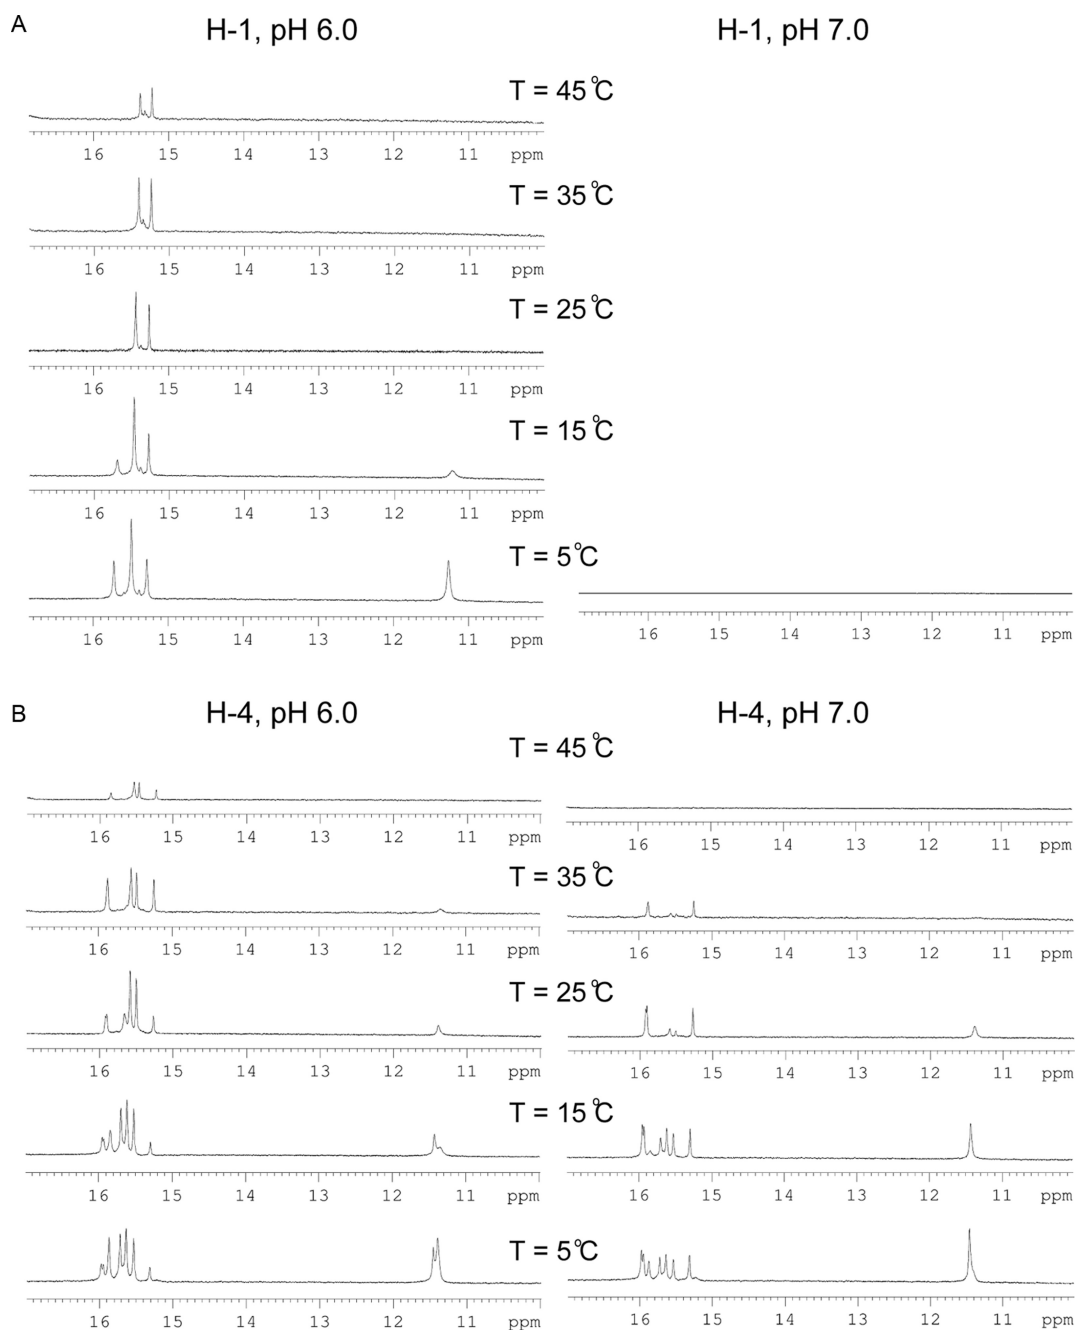 A
H-1, pH 6.0
H-1, pH 7.0
T = 45°C
16 15 14 13 12 11 ppm
T = 35°C
16 15 14 13 12 11 ppm
T = 25°C
16 15 14 13 12 11 ppm
T = 15°C
16 15 14 13 12 11 ppm
T = 5°C
16 15 14 13 12 11 ppm
16 15 14 13 12 11 ppm
B
H-4, pH 6.0
H-4, pH 7.0
T = 45°C
16 15 14 13 12 11 ppm
16 15 14 13 12 11 ppm
T = 35°C
16 15 14 13 12 11 ppm
16 15 14 13 12 11 ppm
T = 25°C
16 15 14 13 12 11 ppm
16 15 14 13 12 11 ppm
T = 15°C
16 15 14 13 12 11 ppm
16 15 14 13 12 11 ppm
T = 5°C
16 15 14 13 12 11 ppm
16 15 14 13 12 11 ppm